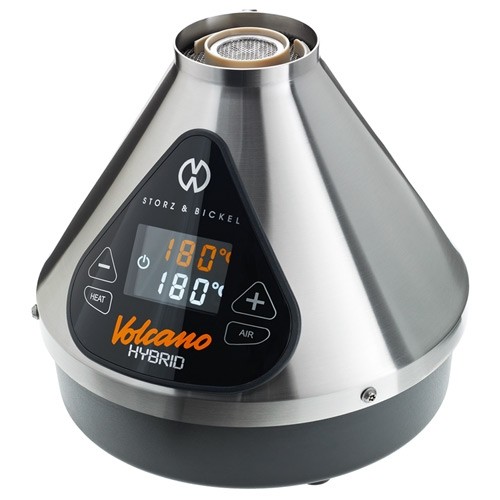 STORZ & BICKEL
180°C
180°C
−
+
HEAT
AIR
Volcano
HYBRID